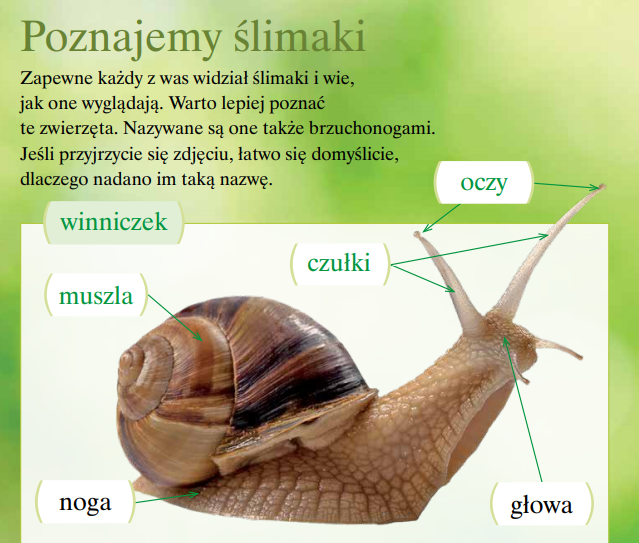 Poznajemy ślimaki
Zapewne każdy z was widział ślimaki i wie,
jak one wyglądają. Warto lepiej poznać
te zwierzęta. Nazywane są one także brzuchonogami.
Jeśli przyjrzycie się zdjęciu, łatwo się domyślicie,
dlaczego nadano im taką nazwę.
oczy
winniczek
czułki
muszla
noga
głowa